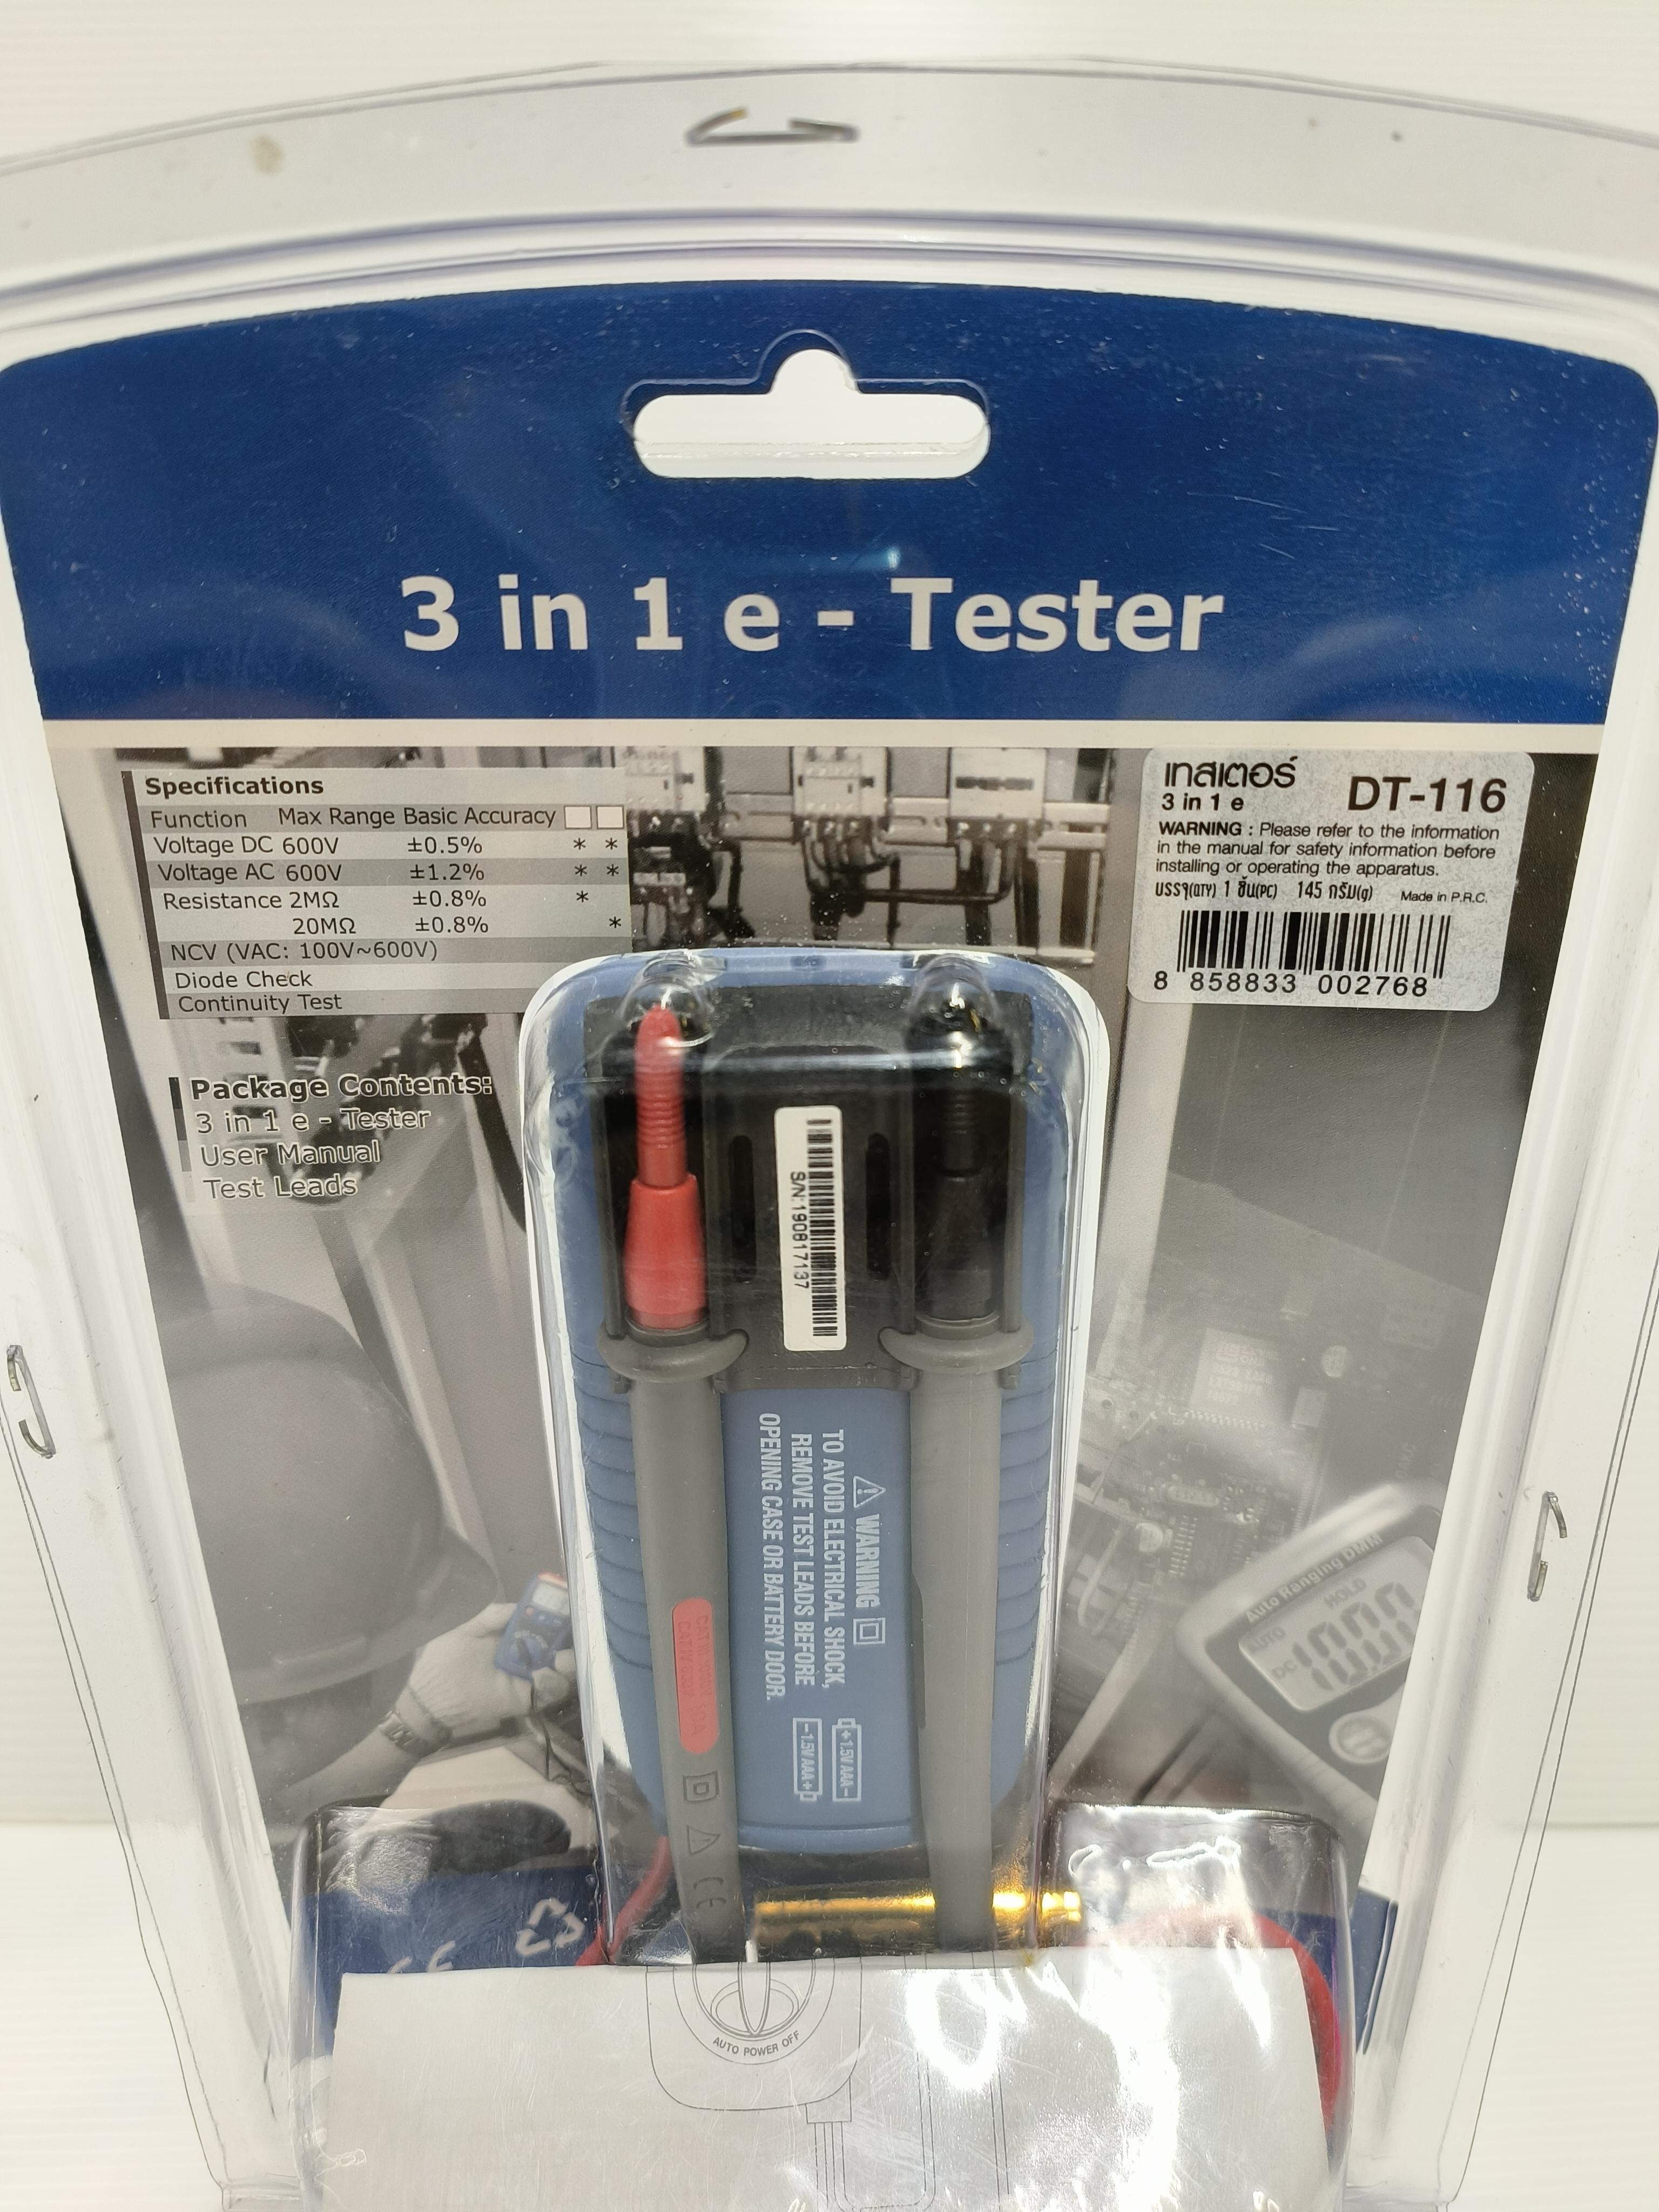 3 in 1 e - Tester
Specifications
Function Max Range Basic Accuracy
Voltage DC 600V ±0.5% * *
Voltage AC 600V ±1.2% * *
Resistance 2MΩ ±0.8% *
20MΩ ±0.8% *
NCV (VAC: 100V~600V)
Diode Check
Continuity Test
เทสเตอร์
3 in 1 e
DT-116
WARNING : Please refer to the information
in the manual for safety information before
installing or operating the apparatus.
บรรจุ(QTY) 1 ชิ้น(PC) 145 กรัม(g) Made in P.R.C.
8 858833 002768
Package Contents:
3 in 1 e - Tester
User Manual
Test Leads
S/N:190817137
WARNING
TO AVOID ELECTRICAL SHOCK,
REMOVE TEST LEADS BEFORE
OPENING CASE OR BATTERY DOOR.
+ 1.5V AAA -
- 1.5V AAA +
Auto Ranging DMM
HOLD
AUTO
DC
CE
AUTO POWER OFF